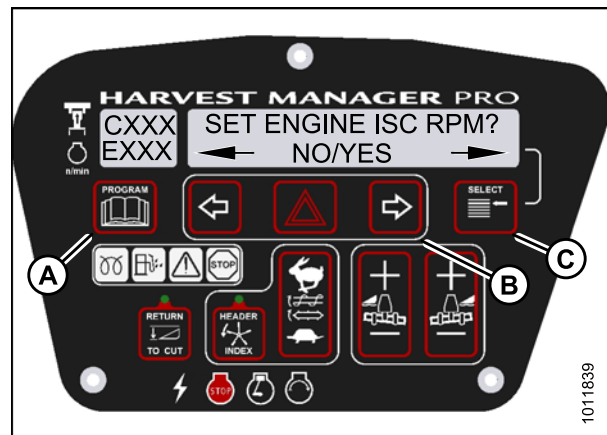 HARVEST MANAGER PRO
CXXX
EXXX
SET ENGINE ISC RPM?
NO/YES
n/min
PROGRAM
SELECT
A
B
C
STOP
RETURN
TO CUT
HEADER
INDEX
STOP
1011839